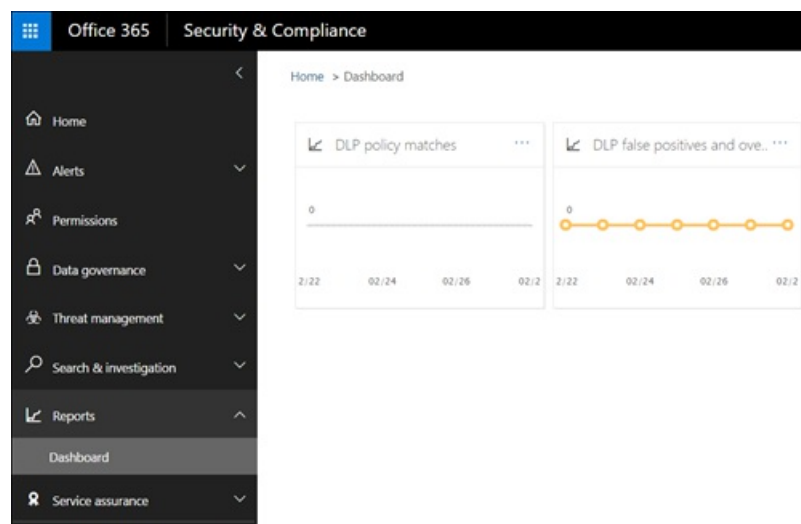 Office 365 Security & Compliance
Home > Dashboard
Home
Alerts
Permissions
Data governance
Threat management
Search & investigation
Reports
Dashboard
Service assurance
DLP policy matches ...
0
2/22 02/24 02/26 02/2
DLP false positives and ove.. ...
0
2/22 02/24 02/26 02/2